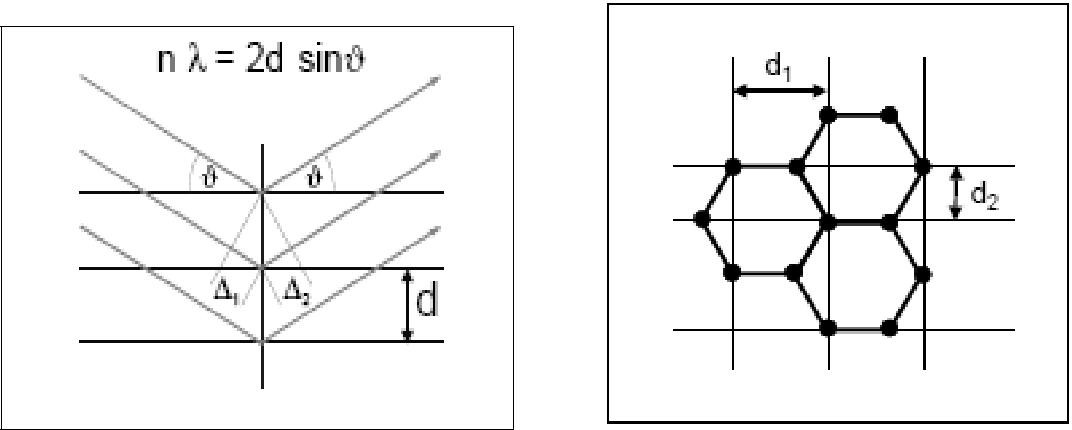 n λ = 2d sinϑ
ϑ ϑ
Δ₁ Δ₂
d
d₁
d₂